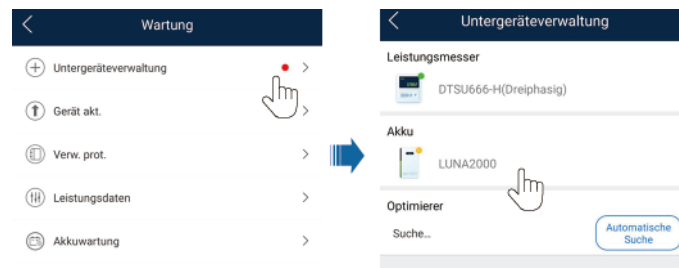 Wartung
Untergeräteverwaltung
Gerät akt.
Verw. prot.
Leistungsdaten
Akkuwartung
Untergeräteverwaltung
Leistungsmesser
DTSU666-H(Dreiphasig)
Akku
LUNA2000
Optimierer
Suche...
Automatische
Suche